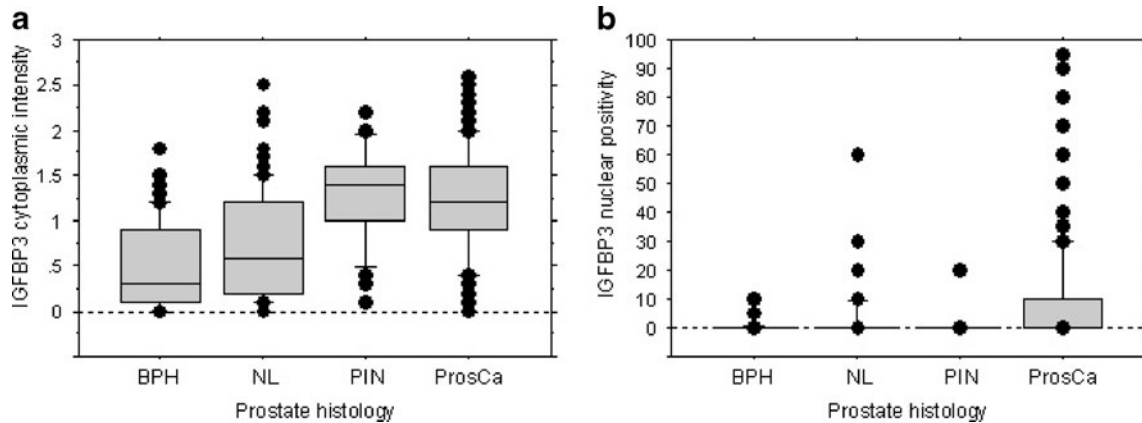 a
IGFBP3 cytoplasmic intensity
3
2.5
2
1.5
1
.5
0
BPH NL PIN ProsCa
Prostate histology
b
IGFBP3 nuclear positivity
100
90
80
70
60
50
40
30
20
10
0
BPH NL PIN ProsCa
Prostate histology